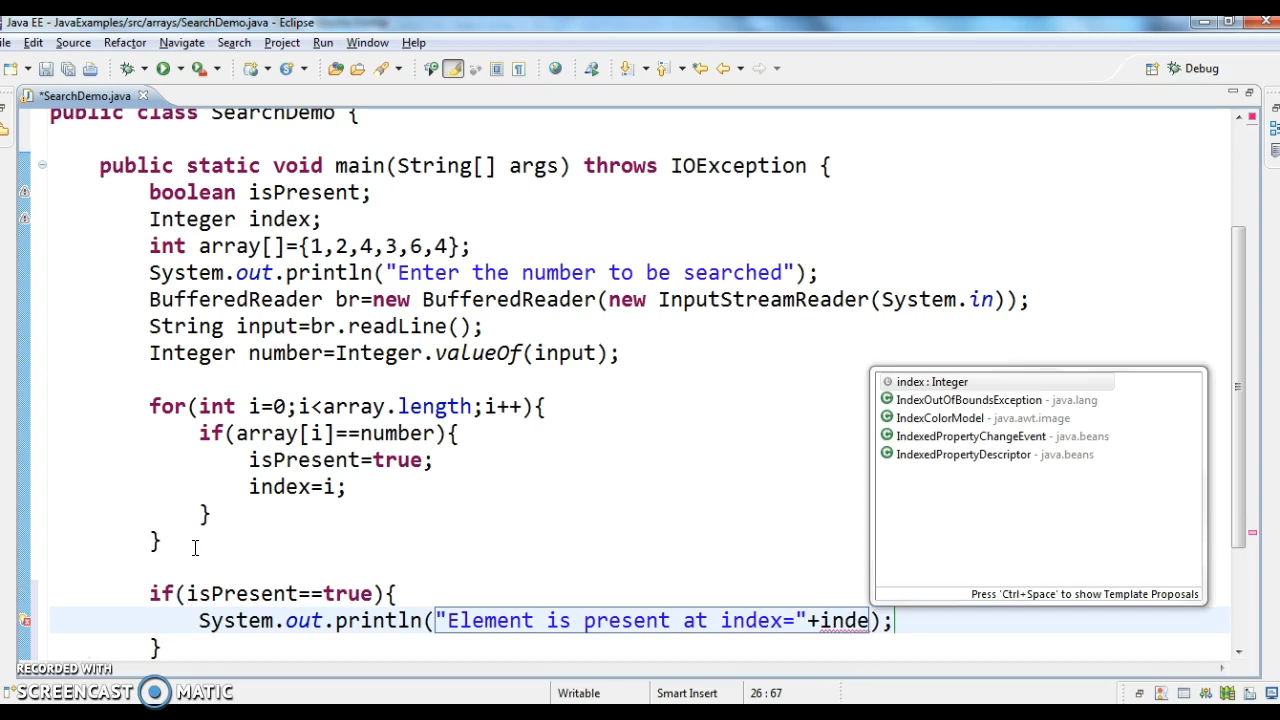 Java EE - JavaExamples/src/arrays/SearchDemo.java - Eclipse
ile Edit Source Refactor Navigate Search Project Run Window Help
Debug
*SearchDemo.java
public class SearchDemo {
public static void main(String[] args) throws IOException {
boolean isPresent;
Integer index;
int array[]={1,2,4,3,6,4};
System.out.println("Enter the number to be searched");
BufferedReader br=new BufferedReader(new InputStreamReader(System.in));
String input=br.readLine();
Integer number=Integer.valueOf(input);
for(int i=0;i<array.length;i++){
if(array[i]==number){
isPresent=true;
index=i;
}
}
if(isPresent==true){
System.out.println("Element is present at index="+inde);
}
index : Integer
IndexOutOfBoundsException - java.lang
IndexColorModel - java.awt.image
IndexedPropertyChangeEvent - java.beans
IndexedPropertyDescriptor - java.beans
Press 'Ctrl+Space' to show Template Proposals
RECORDED WITH
SCREENCAST MATIC
Writable Smart Insert 26 : 67